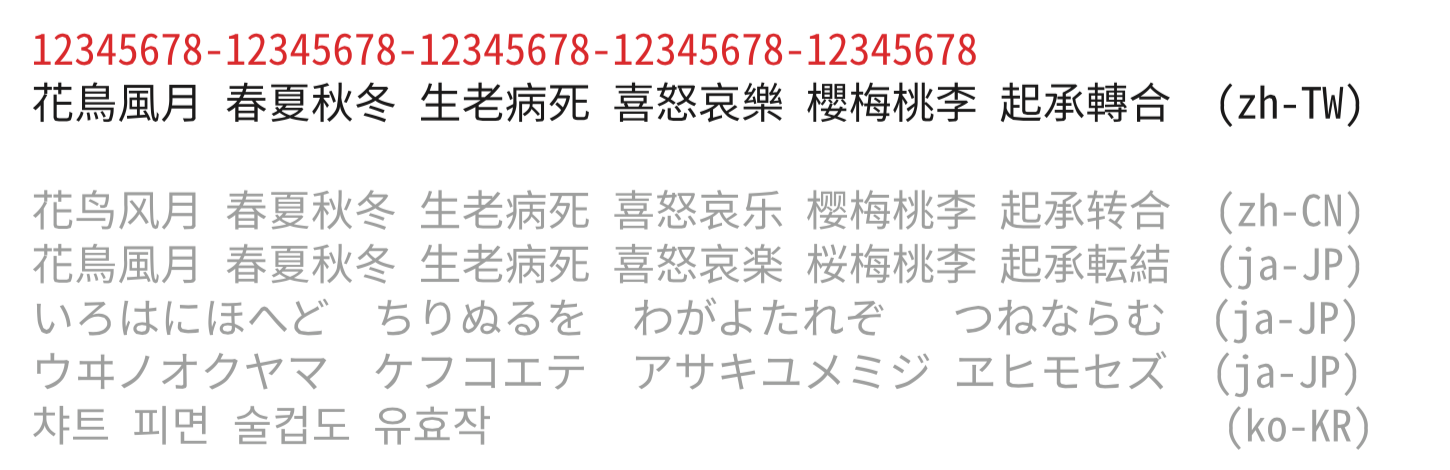 12345678-12345678-12345678-12345678-12345678
花鳥風月 春夏秋冬 生老病死 喜怒哀樂 櫻梅桃李 起承轉合 (zh-TW)
花鸟风月 春夏秋冬 生老病死 喜怒哀乐 樱梅桃李 起承转合 (zh-CN)
花鳥風月 春夏秋冬 生老病死 喜怒哀楽 桜梅桃李 起承転結 (ja-JP)
いろはにほへど ちりぬるを わがよたれぞ つねならむ (ja-JP)
ウヰノオクヤマ ケフコエテ アサキユメミジ ヱヒモセズ (ja-JP)
챠트 피면 술컵도 유효작 (ko-KR)